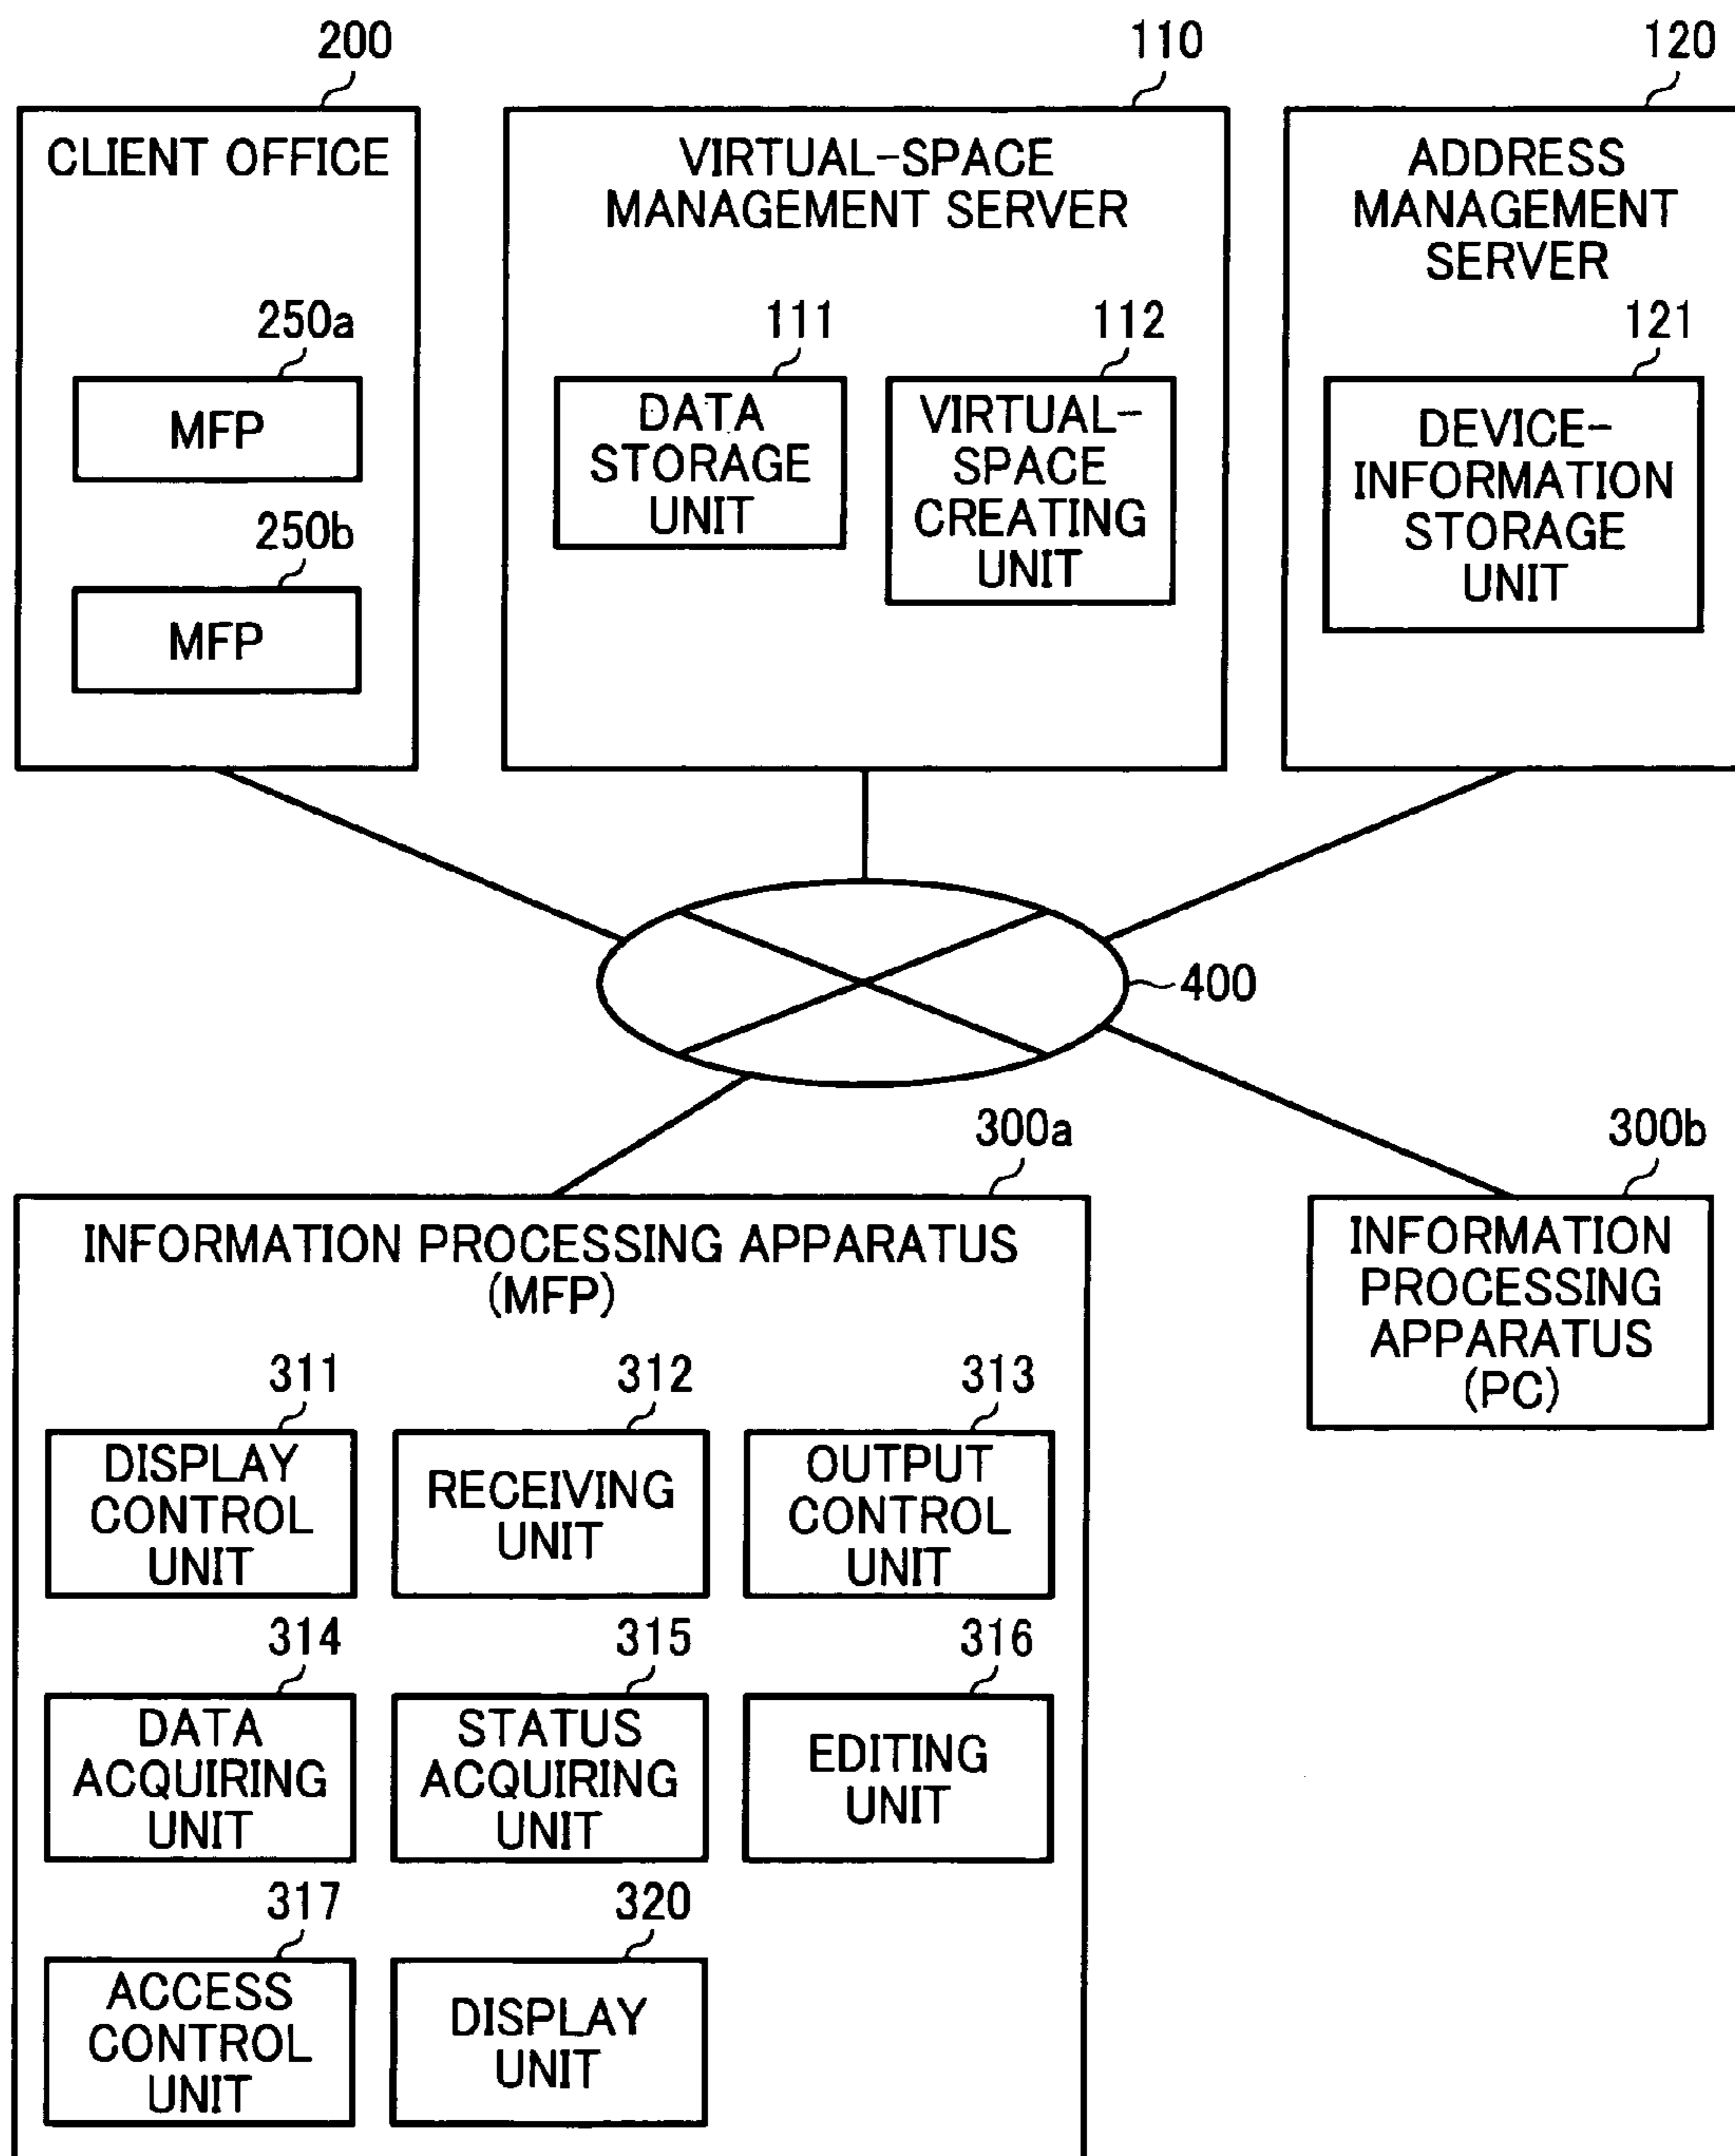 200
110
120
CLIENT OFFICE
VIRTUAL-SPACE
MANAGEMENT SERVER
ADDRESS
MANAGEMENT
SERVER
250a
MFP
250b
MFP
111
DATA
STORAGE
UNIT
112
VIRTUAL-
SPACE
CREATING
UNIT
121
DEVICE-
INFORMATION
STORAGE
UNIT
400
300a
INFORMATION PROCESSING APPARATUS
(MFP)
300b
INFORMATION
PROCESSING
APPARATUS
(PC)
311
DISPLAY
CONTROL
UNIT
312
RECEIVING
UNIT
313
OUTPUT
CONTROL
UNIT
314
DATA
ACQUIRING
UNIT
315
STATUS
ACQUIRING
UNIT
316
EDITING
UNIT
317
ACCESS
CONTROL
UNIT
320
DISPLAY
UNIT